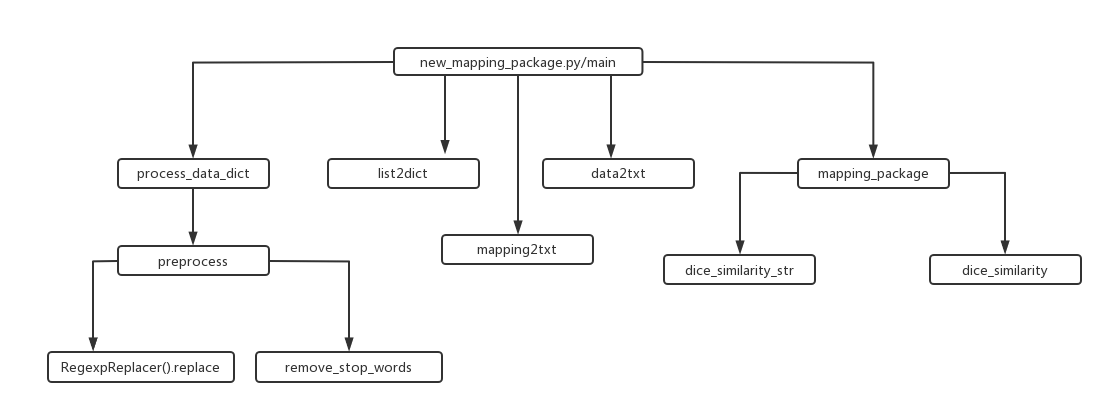 new_mapping_package.py/main
process_data_dict
list2dict
data2txt
mapping_package
mapping2txt
preprocess
dice_similarity_str
dice_similarity
RegexpReplacer().replace
remove_stop_words